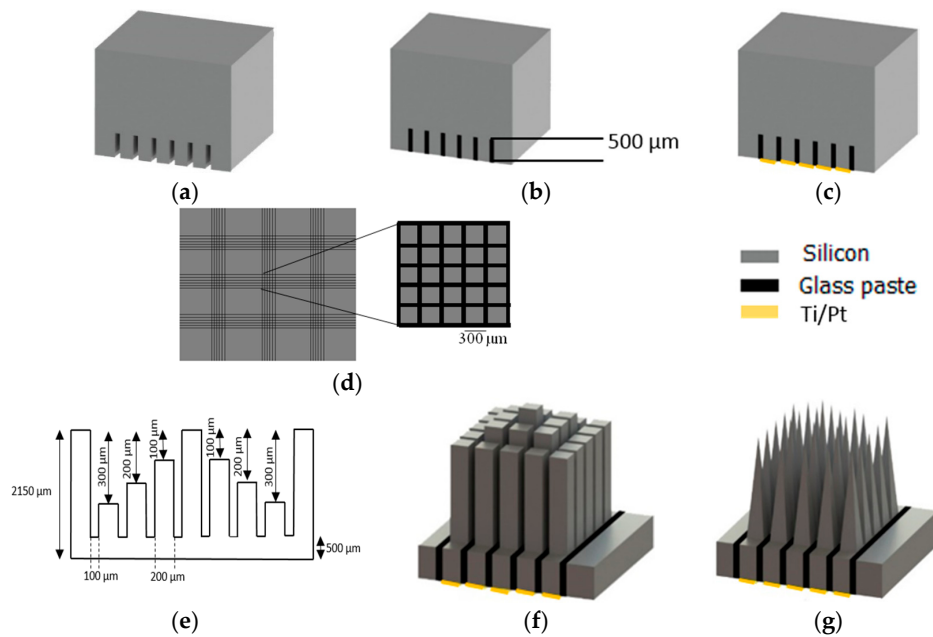 500 µm
(a)
(b)
(c)
300 µm
Silicon
Glass paste
Ti/Pt
(d)
2150 µm
300 µm
200 µm
100 µm
100 µm
200 µm
300 µm
500 µm
100 µm
200 µm
(e)
(f)
(g)